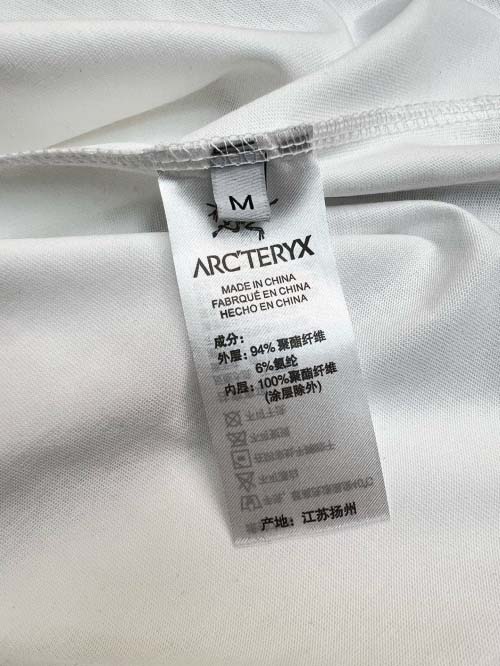 M
ARC'TERYX
MADE IN CHINA
FABRQUÉ EN CHINA
HECHO EN CHINA
成分：
外层：94% 聚酯纤维
6%氨纶
内层：100%聚酯纤维
(涂层除外)
产地：江苏扬州